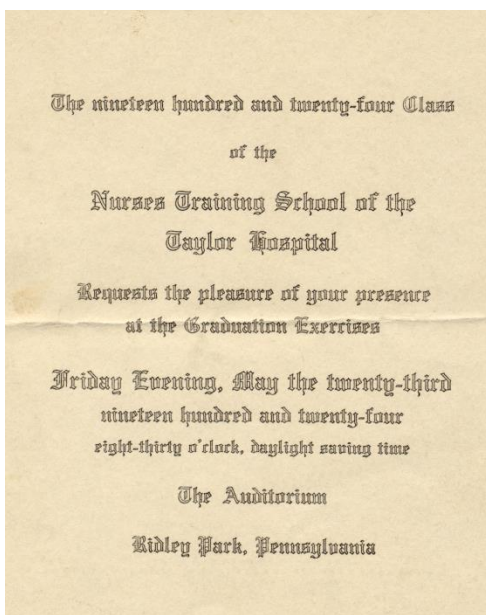 The nineteen hundred and twenty-four Class
of the
Nurses Training School of the
Taylor Hospital
Requests the pleasure of your presence
at the Graduation Exercises
Friday Evening, May the twenty-third
nineteen hundred and twenty-four
eight-thirty o'clock, daylight saving time
The Auditorium
Ridley Park, Pennsylvania